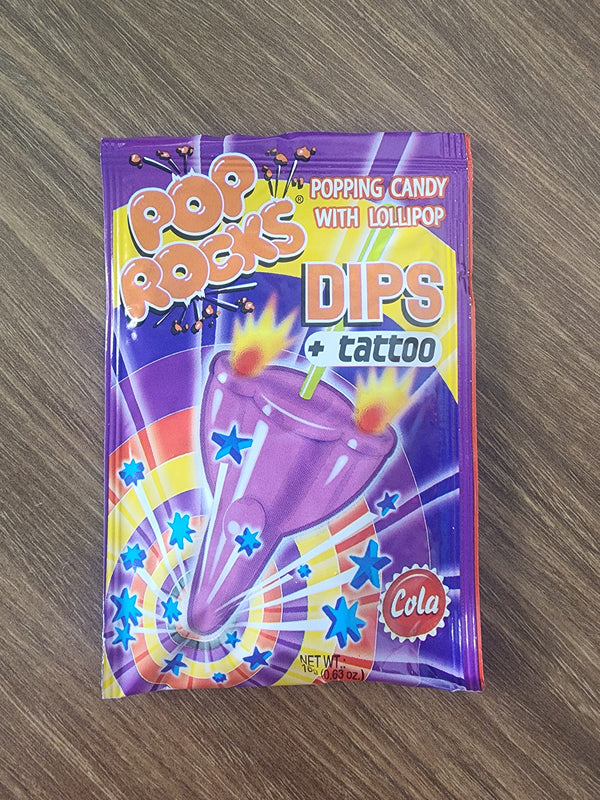 POP
ROCKS®
POPPING CANDY
WITH LOLLIPOP
DIPS
+ tattoo
Cola
NET WT.:
(0.63 oz.)